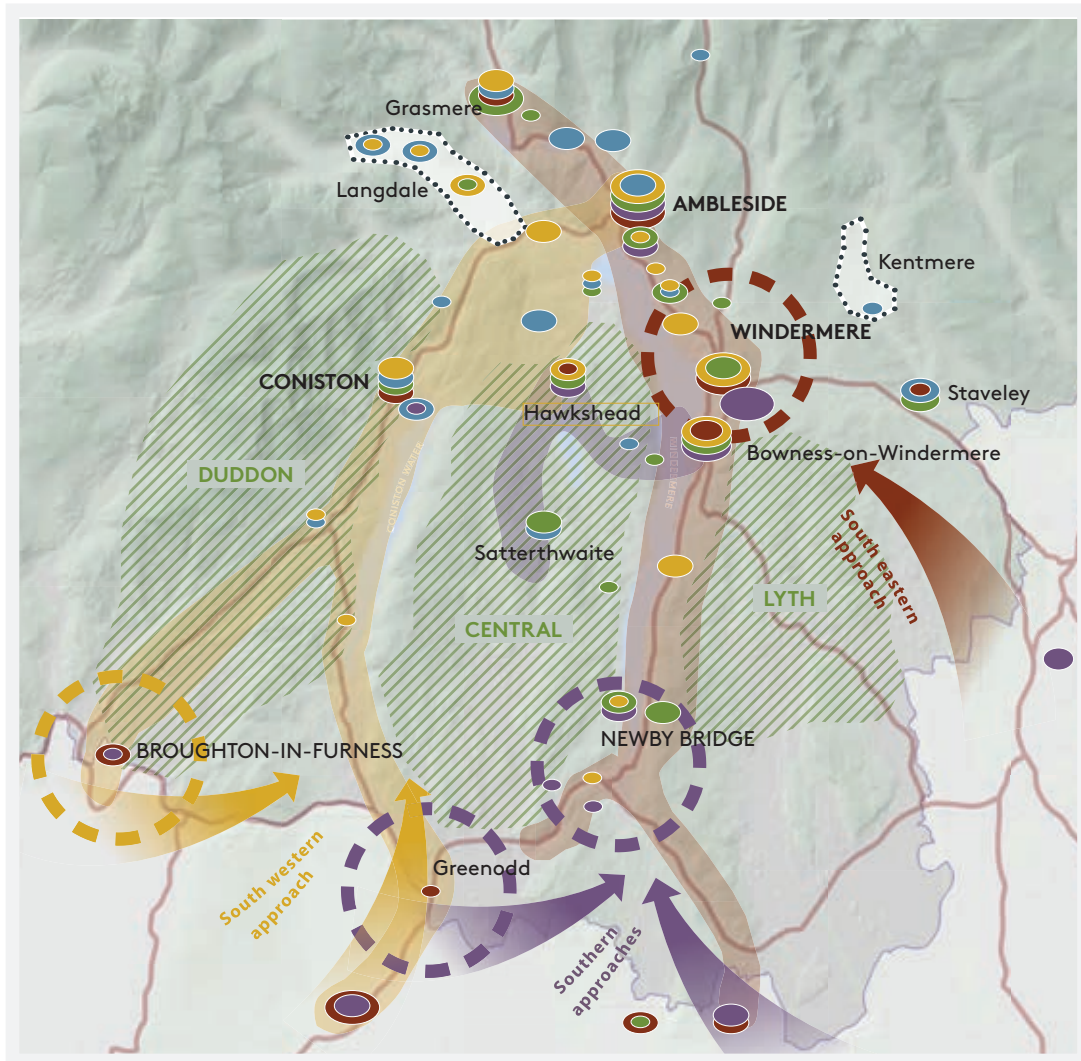 Grasmere
Langdale
AMBLESIDE
Kentmere
WINDERMERE
CONISTON
Hawkshead
Staveley
Bowness-on-Windermere
DUDDON
CONISTON WATER
Satterthwaite
South eastern
approach
LYTH
CENTRAL
NEWBY BRIDGE
BROUGHTON-IN-FURNESS
Greenodd
South western
approach
Southern
approaches